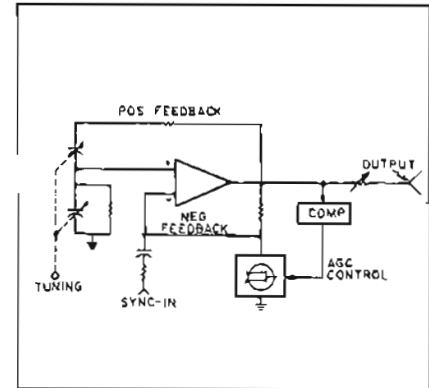 POS FEEDBACK
OUTPUT
+
-
NEG
FEEDBACK
COMP
TUNING
SYNC-IN
AGC
CONTROL